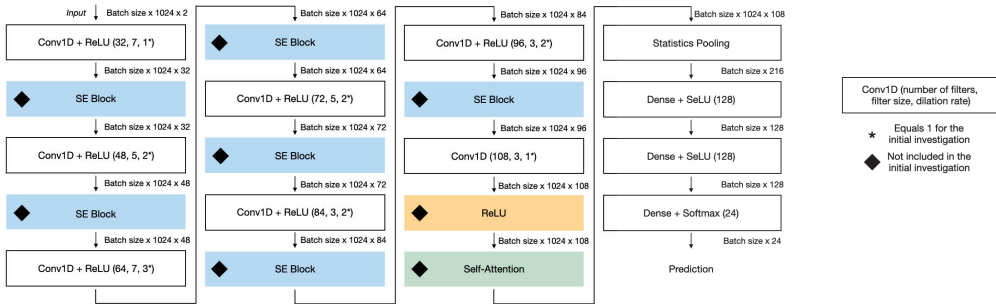 Input
Batch size x 1024 x 2
Conv1D + ReLU (32, 7, 1*)
Batch size x 1024 x 32
SE Block
Batch size x 1024 x 32
Conv1D + ReLU (48, 5, 2*)
Batch size x 1024 x 48
SE Block
Batch size x 1024 x 48
Conv1D + ReLU (64, 7, 3*)
Batch size x 1024 x 64
SE Block
Batch size x 1024 x 64
Conv1D + ReLU (72, 5, 2*)
Batch size x 1024 x 72
SE Block
Batch size x 1024 x 72
Conv1D + ReLU (84, 3, 2*)
Batch size x 1024 x 84
SE Block
Batch size x 1024 x 84
Conv1D + ReLU (96, 3, 2*)
Batch size x 1024 x 96
SE Block
Batch size x 1024 x 96
Conv1D (108, 3, 1*)
Batch size x 1024 x 108
ReLU
Batch size x 1024 x 108
Self-Attention
Batch size x 1024 x 108
Statistics Pooling
Batch size x 216
Dense + SeLU (128)
Batch size x 128
Dense + SeLU (128)
Batch size x 128
Dense + Softmax (24)
Batch size x 24
Prediction
Conv1D (number of filters,
filter size, dilation rate)
* Equals 1 for the
initial investigation
◆ Not included in the
initial investigation